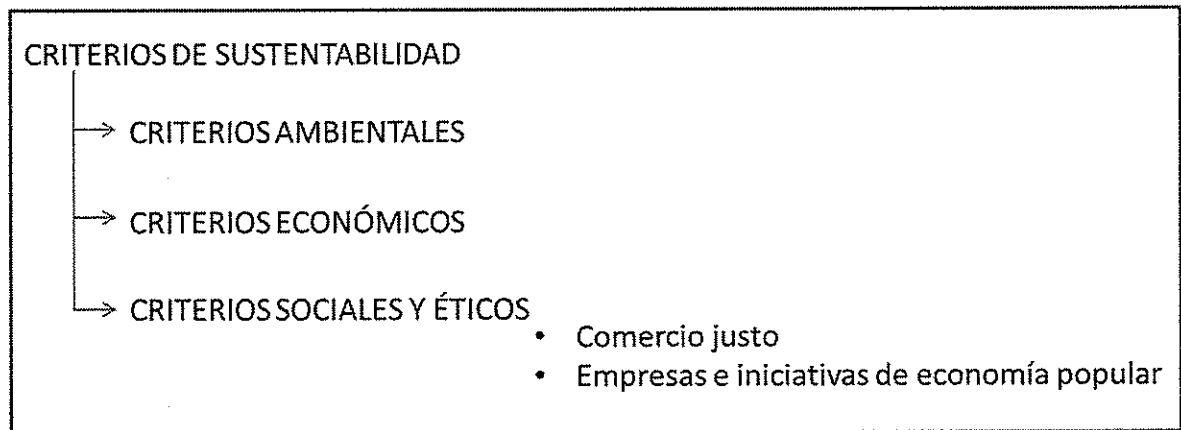 CRITERIOS DE SUSTENTABILIDAD
CRITERIOS AMBIENTALES
CRITERIOS ECONÓMICOS
CRITERIOS SOCIALES Y ÉTICOS
• Comercio justo
• Empresas e iniciativas de economía popular